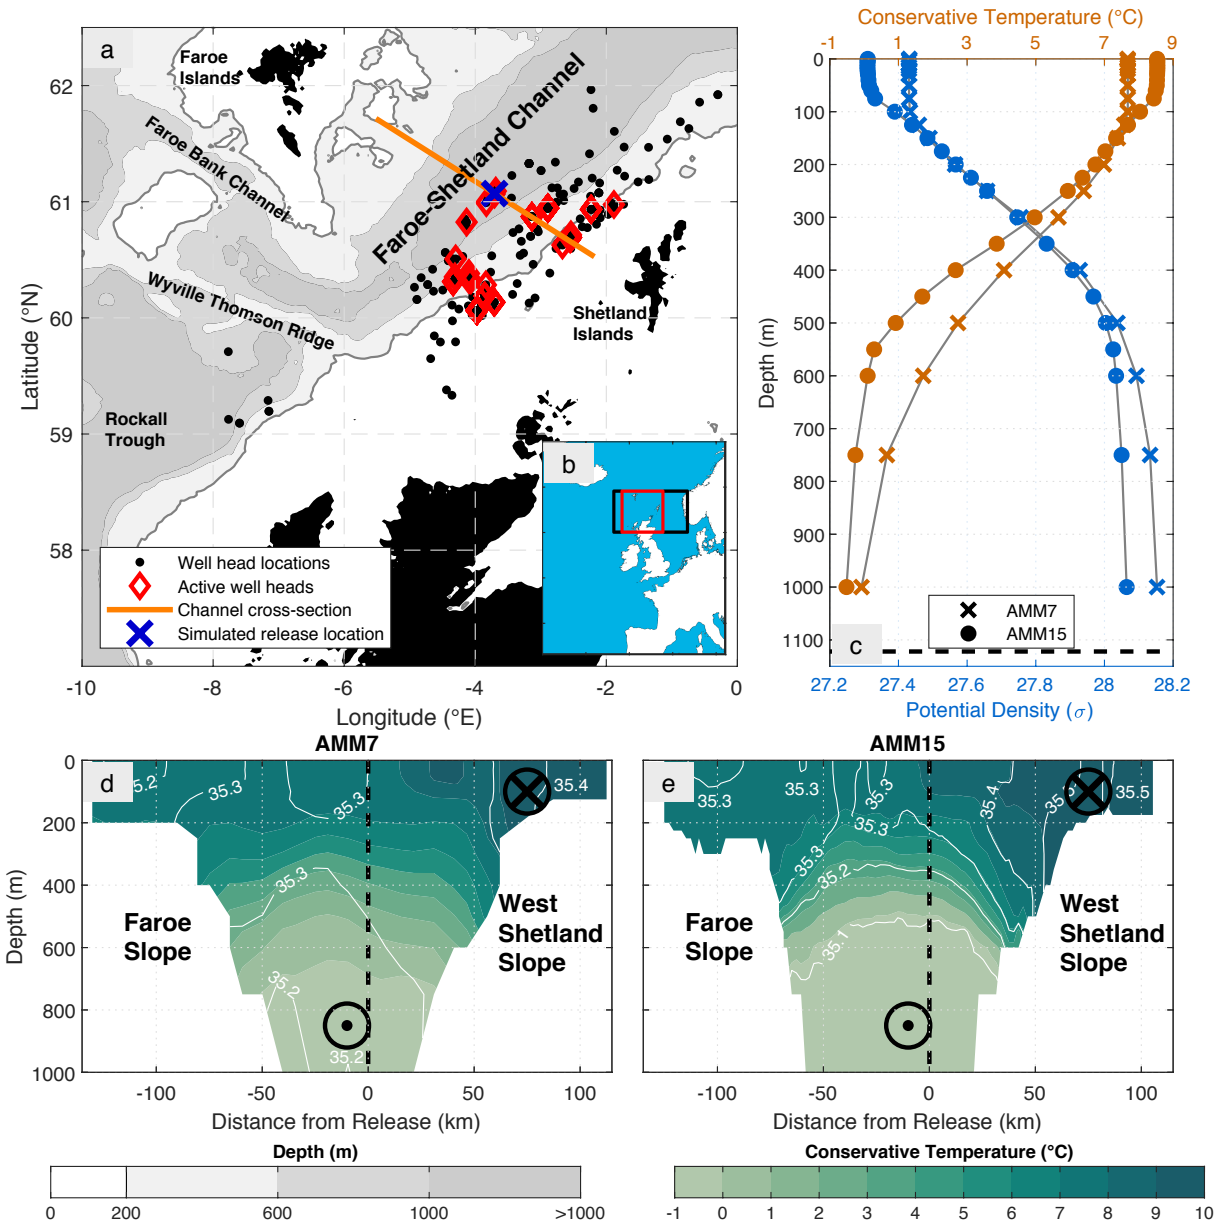 a
Faroe
Islands
Faroe-Shetland Channel
Faroe Bank
Channel
Wyville Thomson Ridge
Shetland
Islands
Rockall
Trough
b
Well head locations
Active well heads
Channel cross-section
Simulated release location
62
61
60
59
58
Latitude (°N)
-10
-8
-6
-4
-2
0
Longitude (°E)
Conservative Temperature (°C)
-1
1
3
5
7
9
0
100
200
300
400
500
600
700
800
900
1000
1100
Depth (m)
AMM7
AMM15
c
27.2
27.4
27.6
27.8
28
28.2
Potential Density (σ)
AMM7
d
35.2
35.3
35.3
35.4
35.3
35.2
35.2
Faroe
Slope
West
Shetland
Slope
0
200
400
600
800
1000
Depth (m)
-100
-50
0
50
100
Distance from Release (km)
AMM15
e
35.3
35.3
35.3
35.3
35.4
35.5
35.3
35.2
35.1
Faroe
Slope
West
Shetland
Slope
-100
-50
0
50
100
Distance from Release (km)
Depth (m)
0
200
600
1000
>1000
Conservative Temperature (°C)
-1
0
1
2
3
4
5
6
7
8
9
10